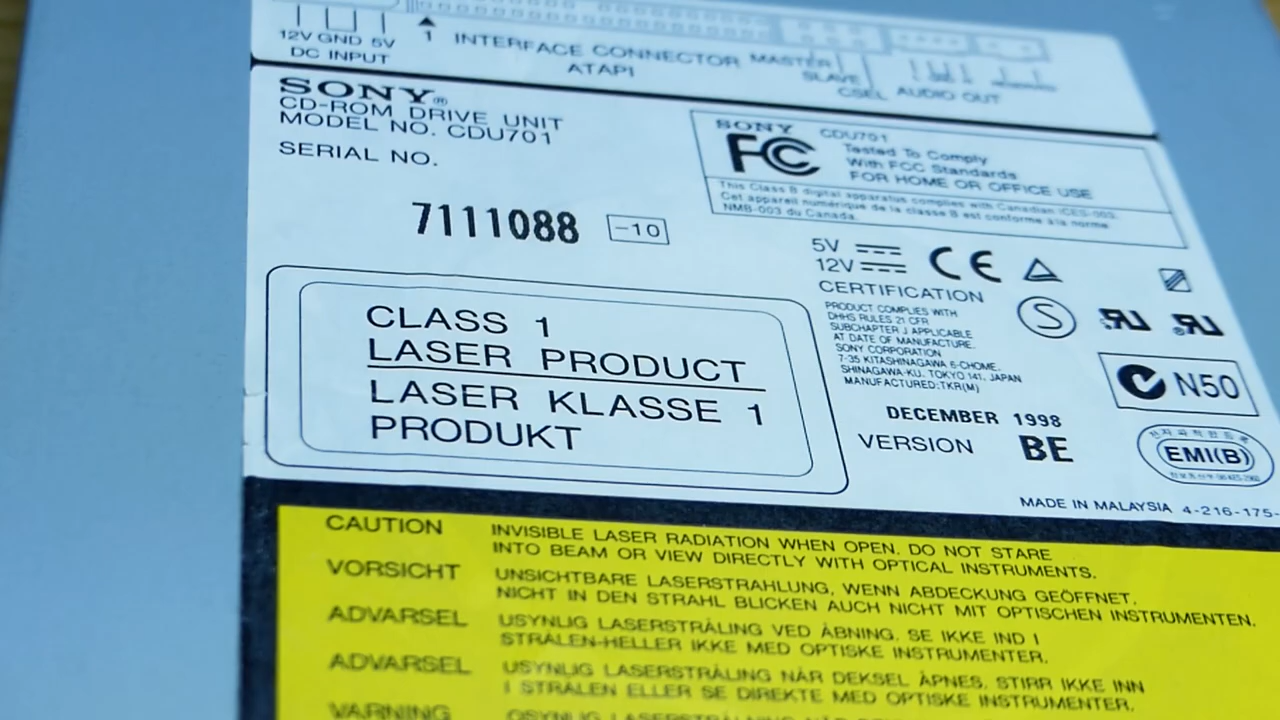 12V GND 5V
DC INPUT
1 INTERFACE CONNECTOR
ATAPI
MASTER
SLAVE
CSEL
AUDIO OUT
SONY®
CD-ROM DRIVE UNIT
MODEL NO. CDU701
SERIAL NO.
7111088 -10
SONY CDU701
FC
Tested To Comply
With FCC Standards
FOR HOME OR OFFICE USE
This Class B digital apparatus complies with Canadian ICES-003.
Cet appareil numérique de la classe B est conforme à la norme
NMB-003 du Canada.
5V
12V
CE
CERTIFICATION
PRODUCT COMPLIES WITH
DHHS RULES 21 CFR
SUBCHAPTER J APPLICABLE
AT DATE OF MANUFACTURE.
SONY CORPORATION
7-35 KITASHINAGAWA 6-CHOME,
SHINAGAWA-KU, TOKYO 141, JAPAN
MANUFACTURED:TKR(M)
S
N50
DECEMBER 1998
VERSION BE
EMI(B)
MADE IN MALAYSIA 4-216-175-
CLASS 1
LASER PRODUCT
LASER KLASSE 1
PRODUKT
CAUTION INVISIBLE LASER RADIATION WHEN OPEN. DO NOT STARE
INTO BEAM OR VIEW DIRECTLY WITH OPTICAL INSTRUMENTS.
VORSICHT UNSICHTBARE LASERSTRAHLUNG, WENN ABDECKUNG GEÖFFNET,
NICHT IN DEN STRAHL BLICKEN AUCH NICHT MIT OPTISCHEN INSTRUMENTEN.
ADVARSEL USYNLIG LASERSTRÅLING VED ÅBNING. SE IKKE IND I
STRÅLEN-HELLER IKKE MED OPTISKE INSTRUMENTER.
ADVARSEL USYNLIG LASERSTRÅLING NÅR DEKSEL ÅPNES, STIRR IKKE INN
I STRÅLEN ELLER SE DIREKTE MED OPTISKE INSTRUMENTER.
VARNING